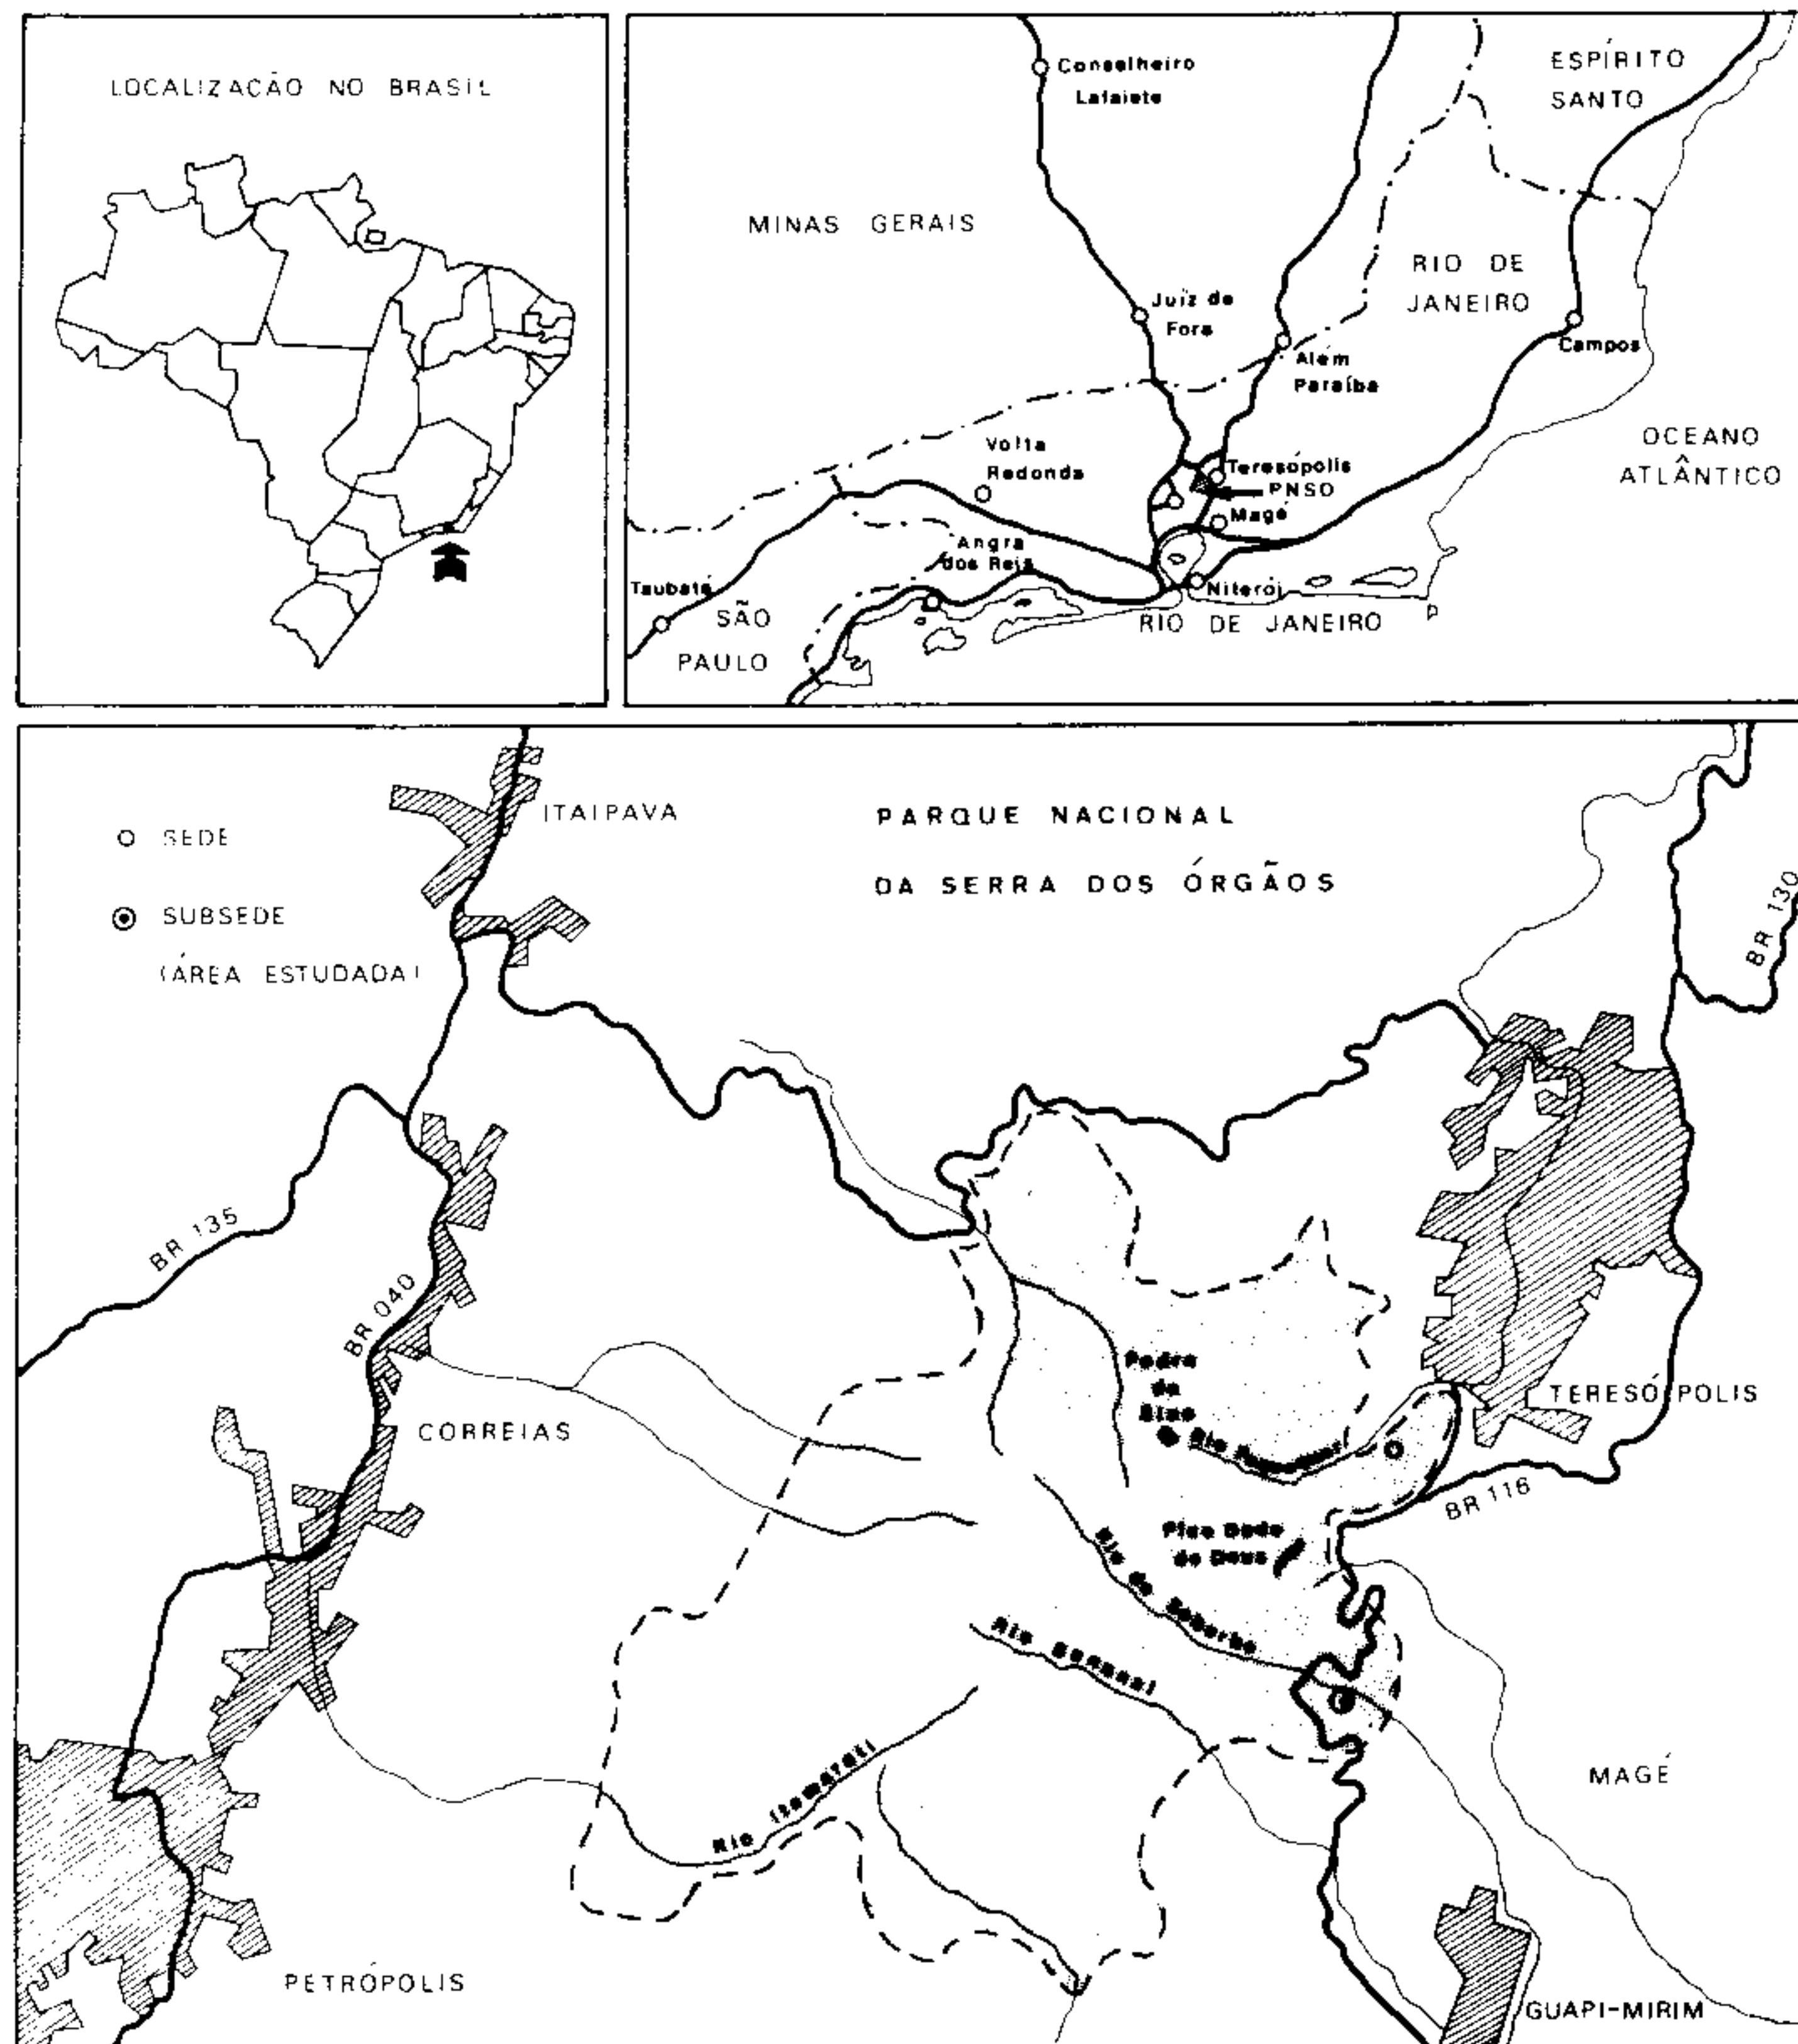 LOCALIZAÇÃO NO BRASIL
Conselheiro
Lafaiete
ESPÍRITO
SANTO
MINAS GERAIS
RIO DE
JANEIRO
Juiz de
Fora
Campos
Além
Paraíba
OCEANO
ATLÂNTICO
Volta
Redonda
Teresópolis
PNSO
Magé
Angra
dos Reis
Taubaté
Niterói
SÃO
PAULO
RIO DE JANEIRO
ITAIPAVA
PARQUE NACIONAL
DA SERRA DOS ÓRGÃOS
SEDE
SUBSEDE
(ÁREA ESTUDADA)
BR 130
BR 135
BR 040
Pedra
do
Sino
TERESÓPOLIS
CORREIAS
Rio
BR 116
Rio do Soberbo
de Deus
Rio Bananal
Rio Itamarati
MAGÉ
PETRÓPOLIS
GUAPI-MIRIM